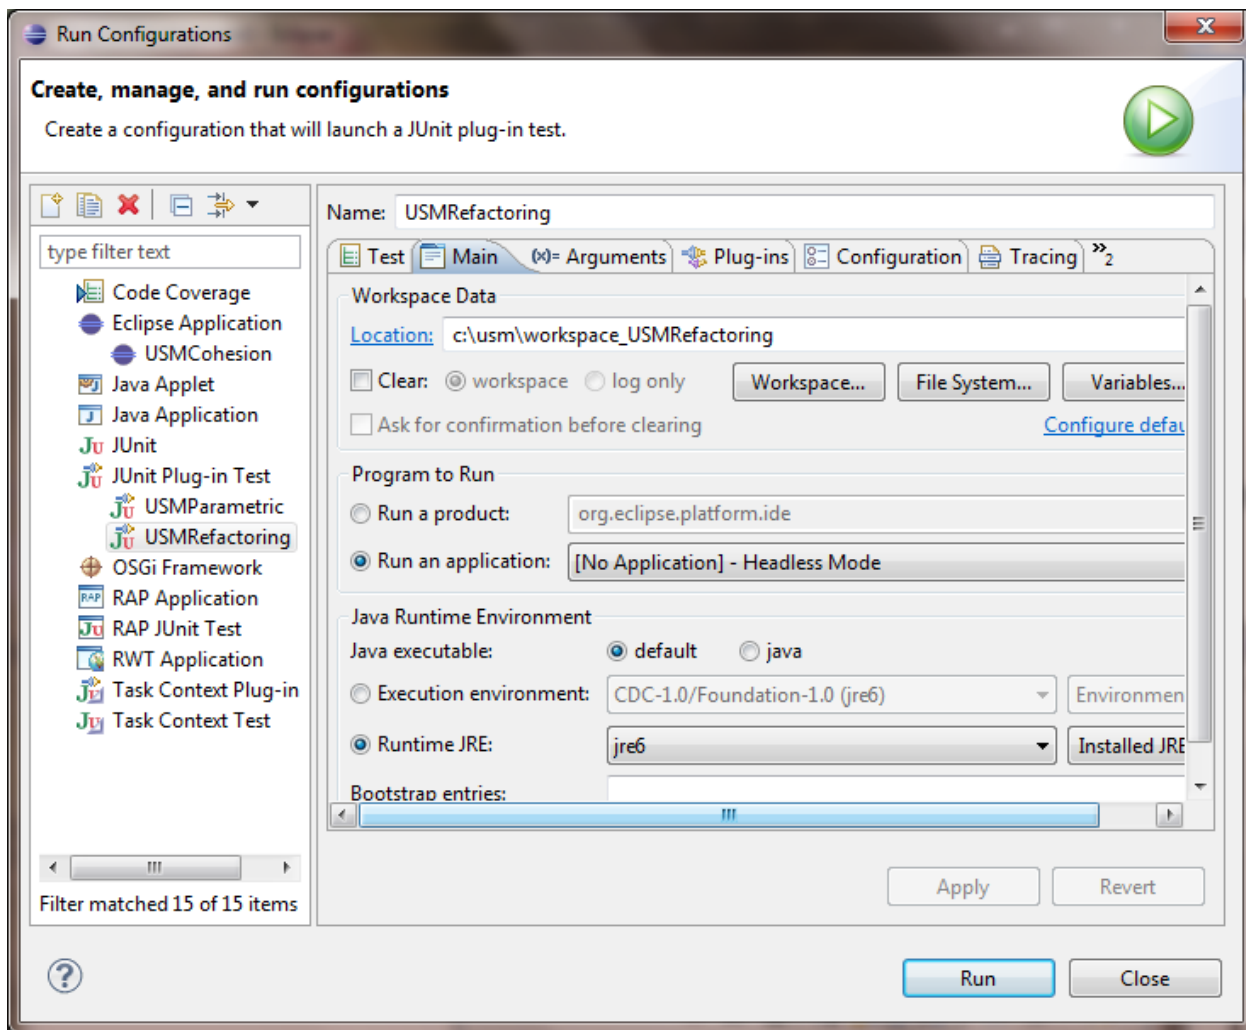 Run Configurations
Create, manage, and run configurations
Create a configuration that will launch a JUnit plug-in test.
type filter text
Code Coverage
Eclipse Application
USMCohesion
Java Applet
Java Application
JUnit
JUnit Plug-in Test
USMParametric
USMRefactoring
OSGi Framework
RAP Application
RAP JUnit Test
RWT Application
Task Context Plug-in
Task Context Test
Filter matched 15 of 15 items
Name: USMRefactoring
Test Main (x)= Arguments Plug-ins Configuration Tracing »2
Workspace Data
Location: c:\usm\workspace_USMRefactoring
Clear: workspace log only Workspace... File System... Variables...
Ask for confirmation before clearing Configure defau
Program to Run
Run a product: org.eclipse.platform.ide
Run an application: [No Application] - Headless Mode
Java Runtime Environment
Java executable: default java
Execution environment: CDC-1.0/Foundation-1.0 (jre6) Environmen
Runtime JRE: jre6 Installed JRE
Bootstrap entries:
Apply Revert
Run Close